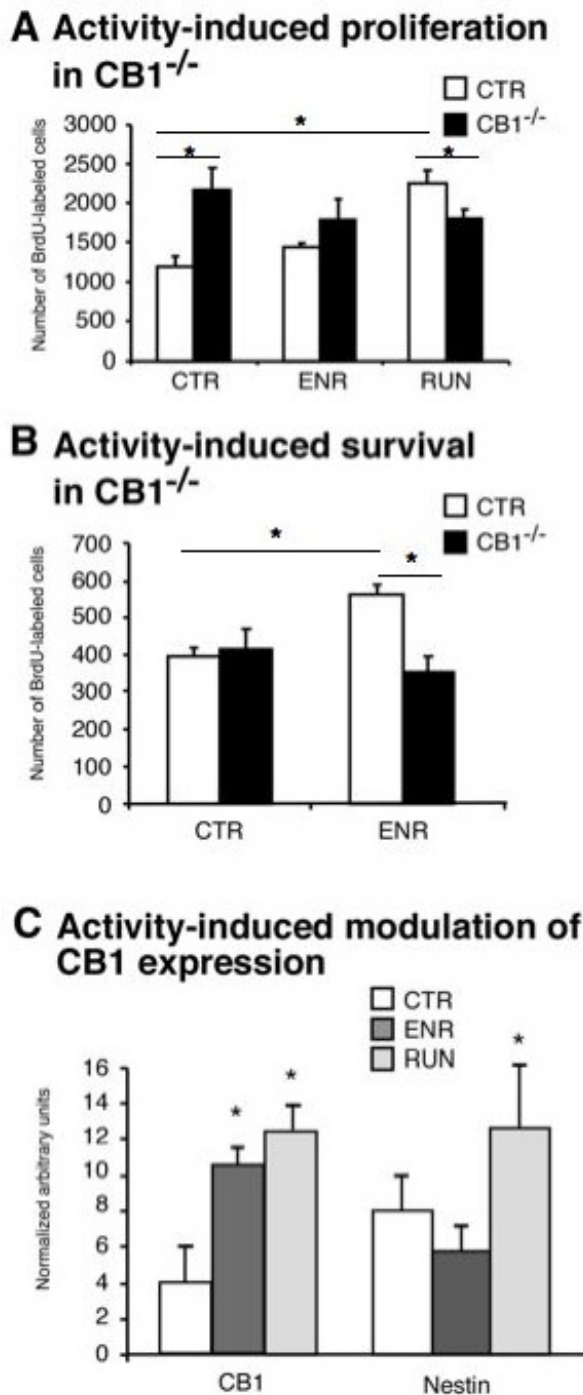 A Activity-induced proliferation
in CB1-/-
CTR
CB1-/-
Number of BrdU-labeled cells
3000
2500
2000
1500
1000
500
0
*
*
*
CTR ENR RUN
B Activity-induced survival
in CB1-/-
CTR
CB1-/-
Number of BrdU-labeled cells
700
600
500
400
300
200
100
0
*
*
CTR ENR
C Activity-induced modulation of
CB1 expression
CTR
ENR
RUN
Normalized arbitrary units
16
14
12
10
8
6
4
2
0
*
*
*
CB1 Nestin